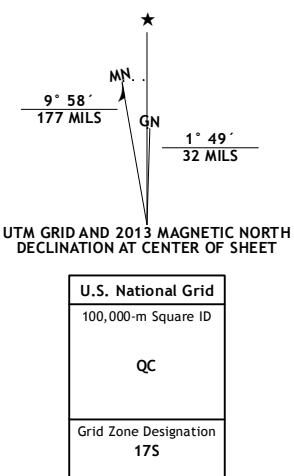 ★
MN
GN
9° 58´
177 MILS
1° 49´
32 MILS
UTM GRID AND 2013 MAGNETIC NORTH
DECLINATION AT CENTER OF SHEET
U.S. National Grid
100,000-m Square ID
QC
Grid Zone Designation
17S